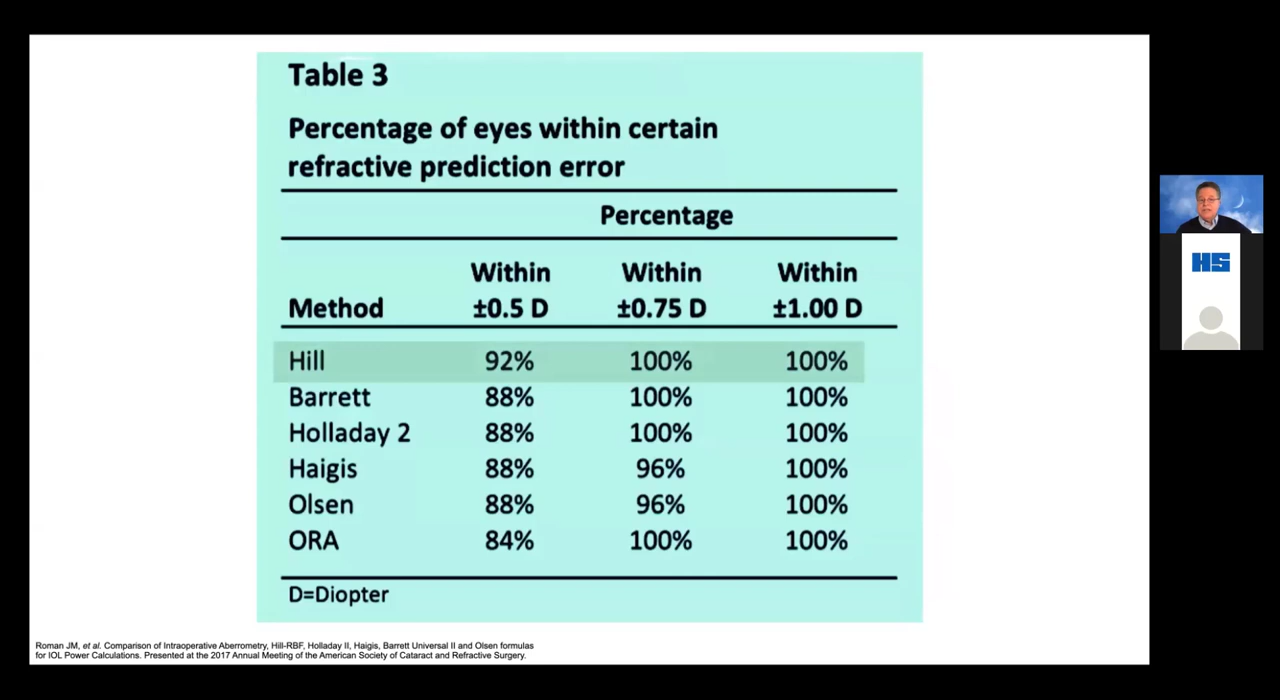 Table 3
Percentage of eyes within certain
refractive prediction error
Percentage
Within Within Within
Method ±0.5 D ±0.75 D ±1.00 D
Hill 92% 100% 100%
Barrett 88% 100% 100%
Holladay 2 88% 100% 100%
Haigis 88% 96% 100%
Olsen 88% 96% 100%
ORA 84% 100% 100%
D=Diopter
HS
Roman JM, et al. Comparison of Intraoperative Aberrometry, Hill-RBF, Holladay II, Haigis, Barrett Universal II and Olsen formulas
for IOL Power Calculations. Presented at the 2017 Annual Meeting of the American Society of Cataract and Refractive Surgery.